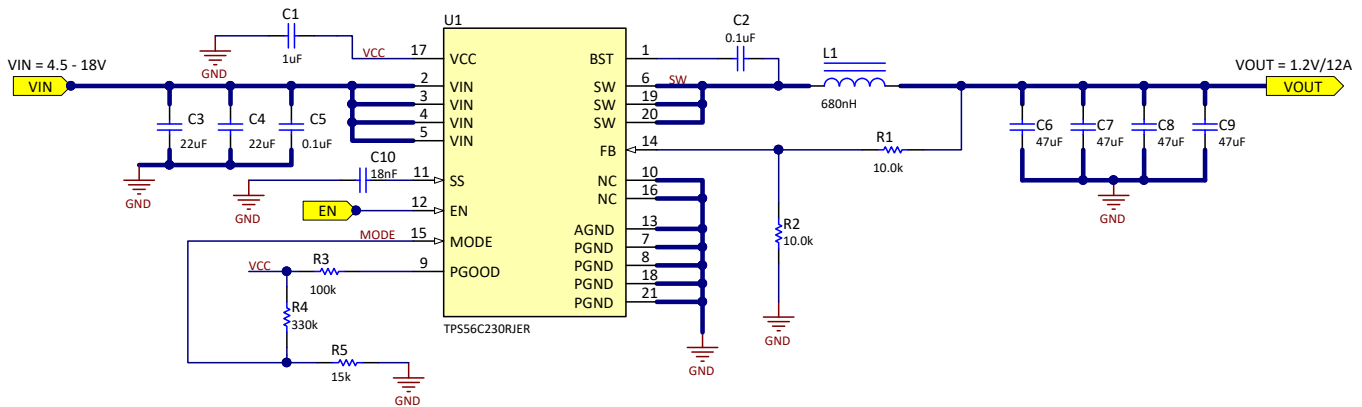 C1
1uF
GND
VCC
U1
C2
0.1uF
L1
680nH
VIN = 4.5 - 18V
VIN
VOUT = 1.2V/12A
VOUT
17 VCC
2 VIN
3 VIN
4 VIN
5 VIN
11 SS
12 EN
15 MODE
9 PGOOD
BST 1
SW 6
SW 19
SW 20
FB 14
NC 10
NC 16
AGND 13
PGND 7
PGND 8
PGND 18
PGND 21
TPS56C230RJER
SW
C3
22uF
C4
22uF
C5
0.1uF
GND
C10
18nF
GND
EN
MODE
VCC
R3
100k
R4
330k
R5
15k
GND
R1
10.0k
R2
10.0k
GND
GND
C6
47uF
C7
47uF
C8
47uF
C9
47uF
GND